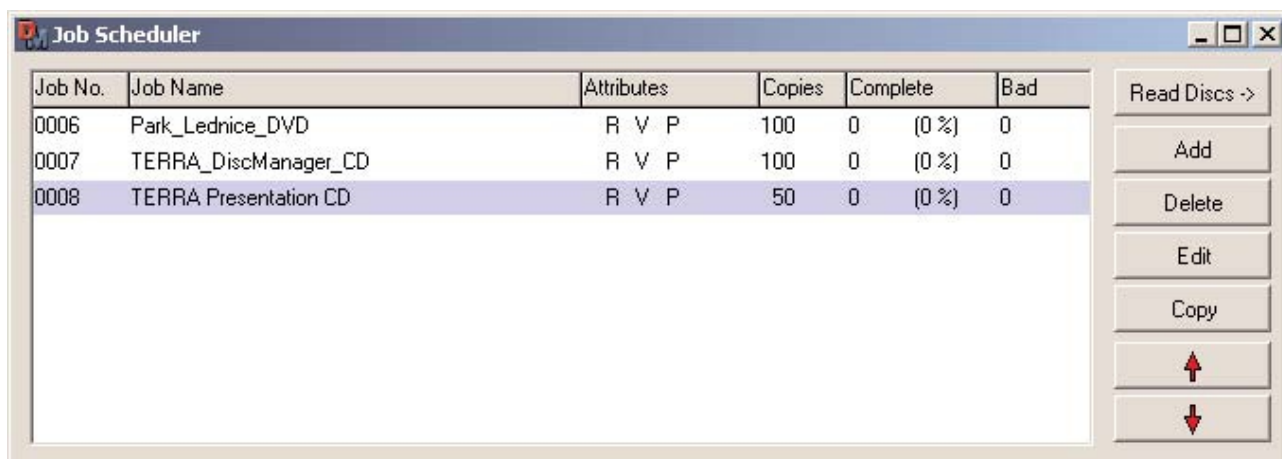 DM Job Scheduler
Job No. Job Name Attributes Copies Complete Bad
0006 Park_Lednice_DVD R V P 100 0 (0 %) 0
0007 TERRA_DiscManager_CD R V P 100 0 (0 %) 0
0008 TERRA Presentation CD R V P 50 0 (0 %) 0
Read Discs ->
Add
Delete
Edit
Copy